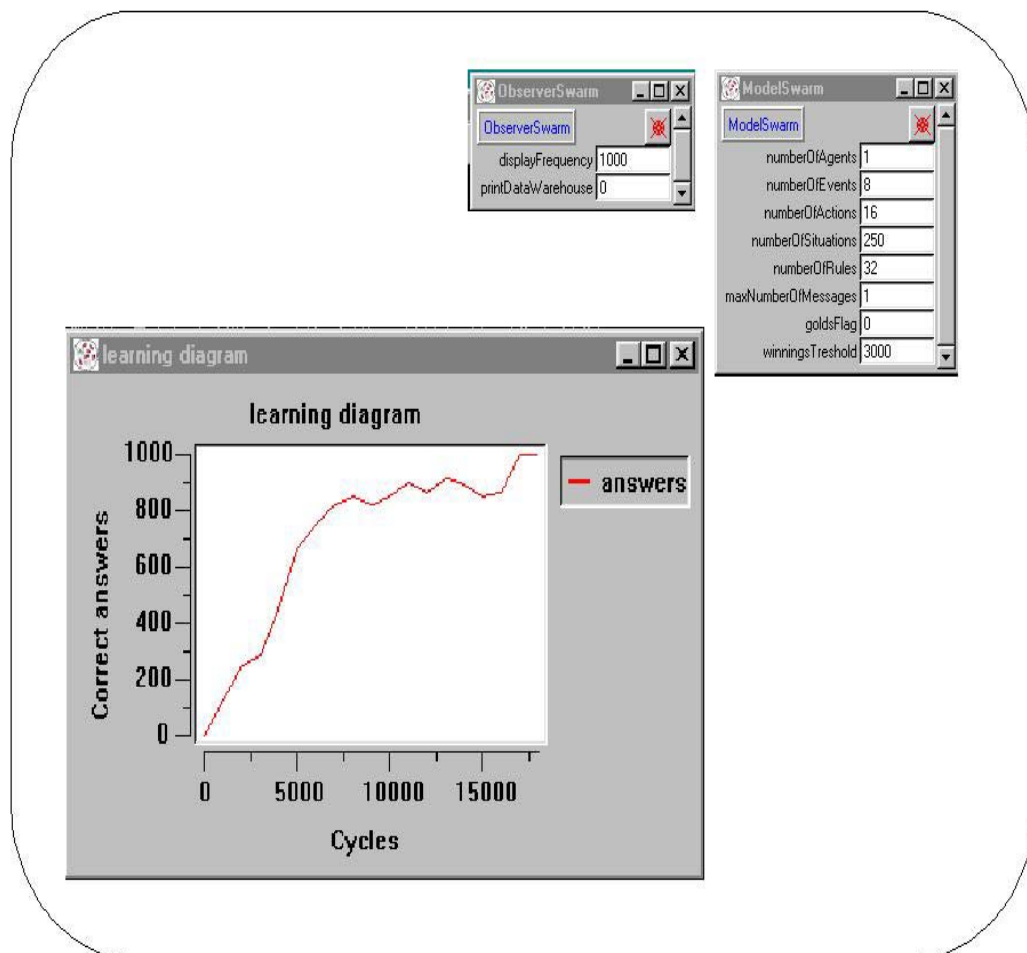 ObserverSwarm
ObserverSwarm
displayFrequency 1000
printDataWarehouse 0
ModelSwarm
ModelSwarm
numberOfAgents 1
numberOfEvents 8
numberOfActions 16
numberOfSituations 250
numberOfRules 32
maxNumberOfMessages 1
goldsFlag 0
winningsTreshold 3000
learning diagram
learning diagram
answers
Correct answers
1000
800
600
400
200
0
0 5000 10000 15000
Cycles